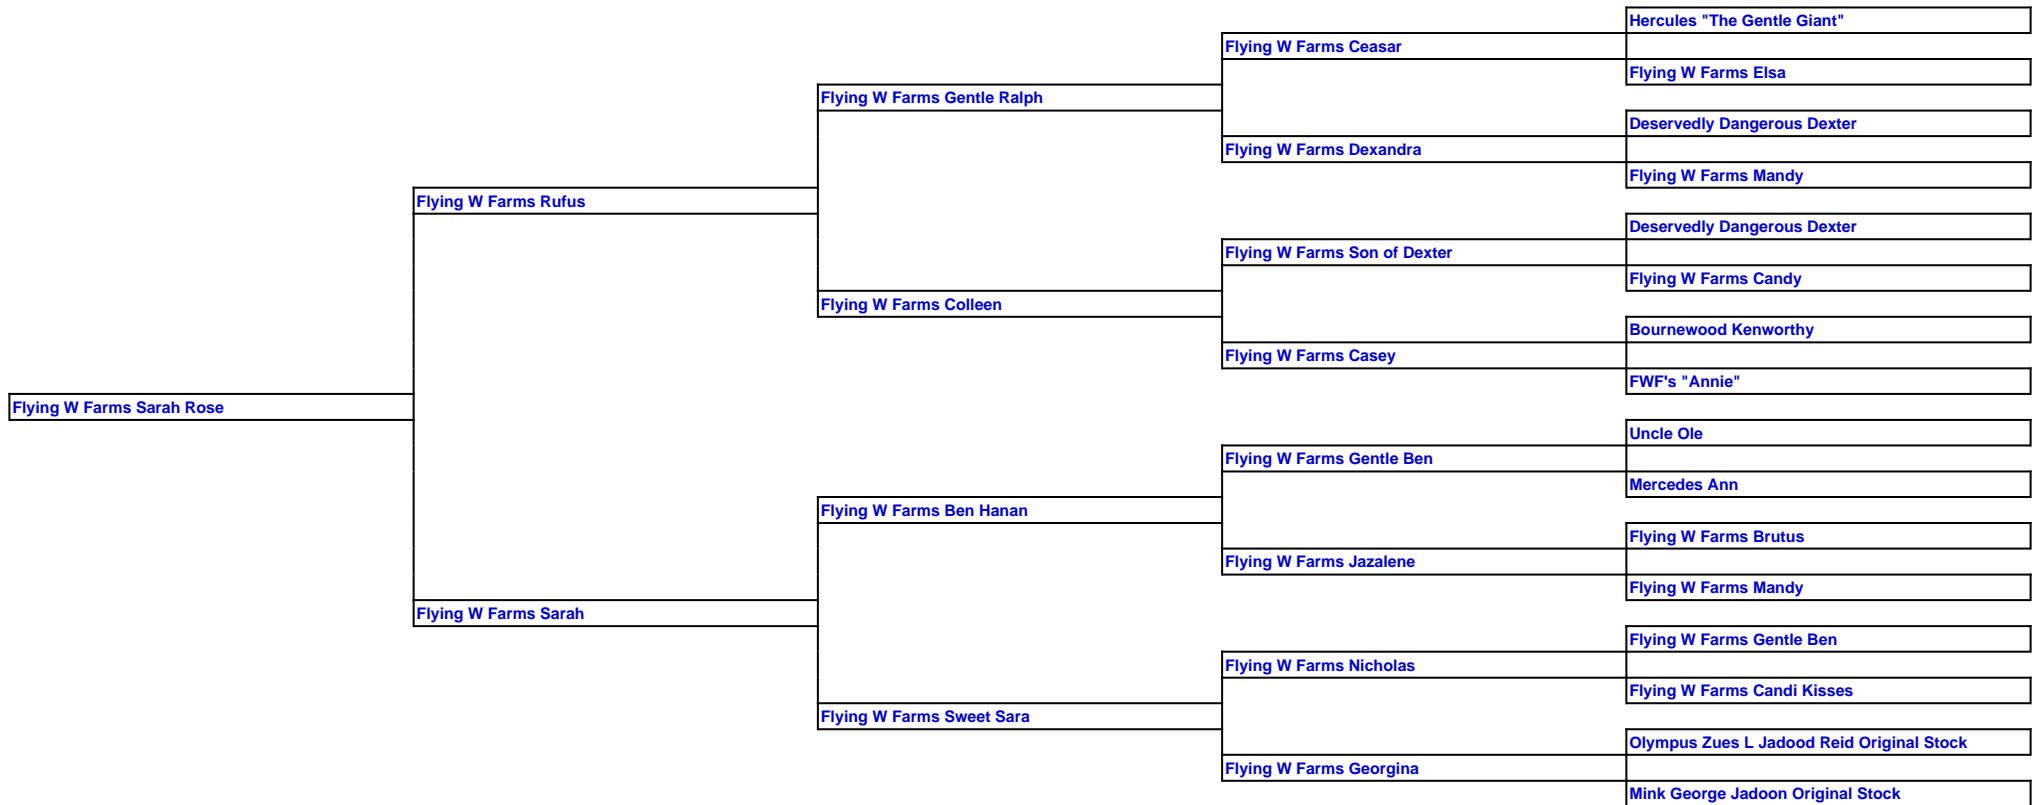 Hercules "The Gentle Giant"
Flying W Farms Ceasar
Flying W Farms Elsa
Flying W Farms Gentle Ralph
Deservedly Dangerous Dexter
Flying W Farms Dexandra
Flying W Farms Mandy
Flying W Farms Rufus
Deservedly Dangerous Dexter
Flying W Farms Son of Dexter
Flying W Farms Candy
Flying W Farms Colleen
Bournewood Kenworthy
Flying W Farms Casey
FWF's "Annie"
Flying W Farms Sarah Rose
Uncle Ole
Flying W Farms Gentle Ben
Mercedes Ann
Flying W Farms Ben Hanan
Flying W Farms Brutus
Flying W Farms Jazalene
Flying W Farms Mandy
Flying W Farms Sarah
Flying W Farms Gentle Ben
Flying W Farms Nicholas
Flying W Farms Candi Kisses
Flying W Farms Sweet Sara
Olympus Zues L Jadood Reid Original Stock
Flying W Farms Georgina
Mink George Jadoon Original Stock